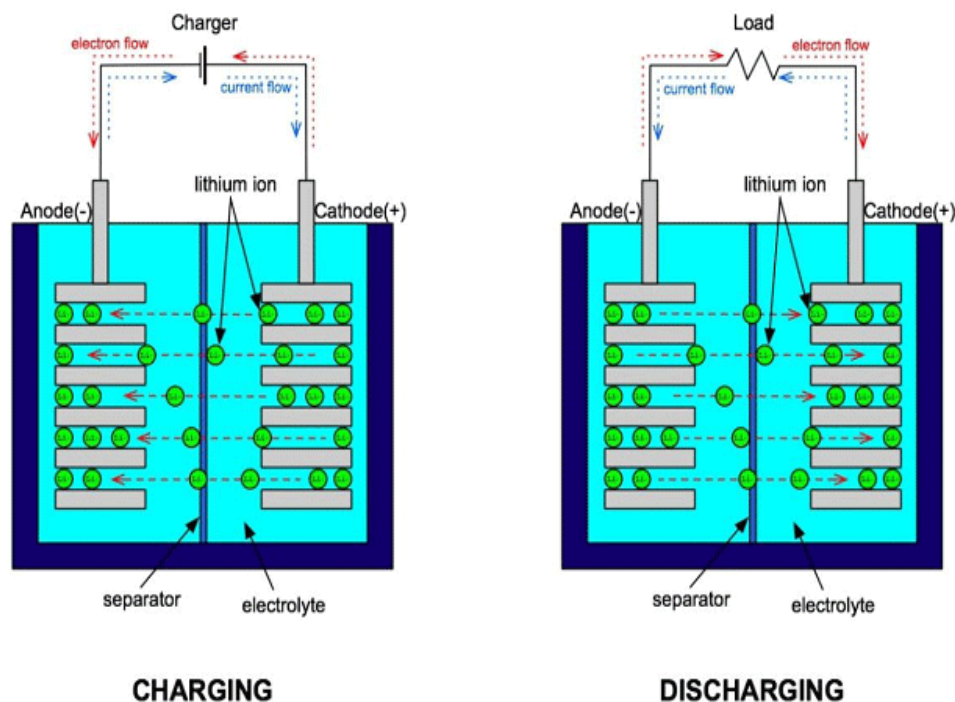 Charger
electron flow
current flow
lithium ion
Anode(-)
Cathode(+)
separator
electrolyte
CHARGING
Load
electron flow
current flow
lithium ion
Anode(-)
Cathode(+)
separator
electrolyte
DISCHARGING